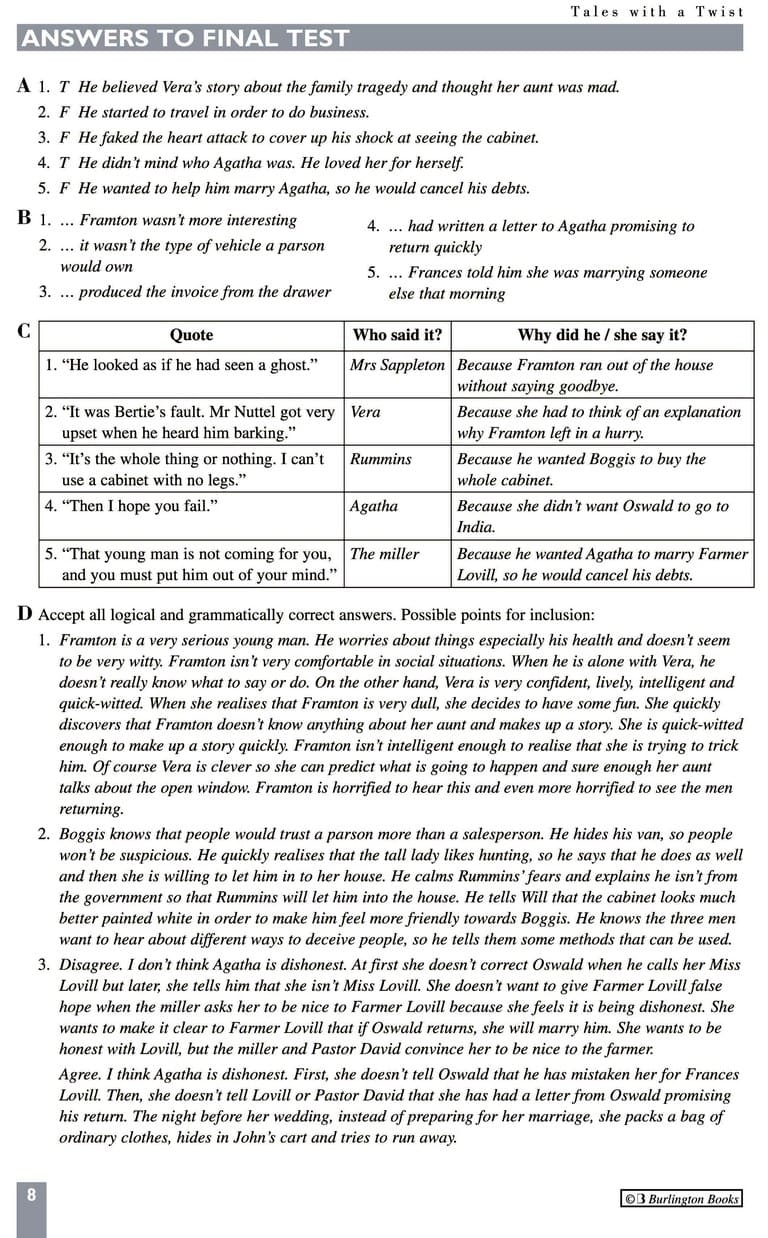 Tales with a Twist
ANSWERS TO FINAL TEST
A 1. T He believed Vera's story about the family tragedy and thought her aunt was mad.
2. F He started to travel in order to do business.
3. F He faked the heart attack to cover up his shock at seeing the cabinet.
4. T He didn't mind who Agatha was. He loved her for herself.
5. F He wanted to help him marry Agatha, so he would cancel his debts.
B 1. ... Framton wasn't more interesting
2. ... it wasn't the type of vehicle a parson
would own
3. ... produced the invoice from the drawer
4. ... had written a letter to Agatha promising to
return quickly
5. ... Frances told him she was marrying someone
else that morning
C
Quote Who said it? Why did he / she say it?
1. “He looked as if he had seen a ghost.” Mrs Sappleton Because Framton ran out of the house
without saying goodbye.
2. “It was Bertie's fault. Mr Nuttel got very Vera Because she had to think of an explanation
upset when he heard him barking.” why Framton left in a hurry.
3. “It's the whole thing or nothing. I can't Rummins Because he wanted Boggis to buy the
use a cabinet with no legs.” whole cabinet.
4. “Then I hope you fail.” Agatha Because she didn't want Oswald to go to
India.
5. “That young man is not coming for you, The miller Because he wanted Agatha to marry Farmer
and you must put him out of your mind.” Lovill, so he would cancel his debts.
D Accept all logical and grammatically correct answers. Possible points for inclusion:
1. Framton is a very serious young man. He worries about things especially his health and doesn't seem
to be very witty. Framton isn't very comfortable in social situations. When he is alone with Vera, he
doesn't really know what to say or do. On the other hand, Vera is very confident, lively, intelligent and
quick-witted. When she realises that Framton is very dull, she decides to have some fun. She quickly
discovers that Framton doesn't know anything about her aunt and makes up a story. She is quick-witted
enough to make up a story quickly. Framton isn't intelligent enough to realise that she is trying to trick
him. Of course Vera is clever so she can predict what is going to happen and sure enough her aunt
talks about the open window. Framton is horrified to hear this and even more horrified to see the men
returning.
2. Boggis knows that people would trust a parson more than a salesperson. He hides his van, so people
won't be suspicious. He quickly realises that the tall lady likes hunting, so he says that he does as well
and then she is willing to let him in to her house. He calms Rummins' fears and explains he isn't from
the government so that Rummins will let him into the house. He tells Will that the cabinet looks much
better painted white in order to make him feel more friendly towards Boggis. He knows the three men
want to hear about different ways to deceive people, so he tells them some methods that can be used.
3. Disagree. I don't think Agatha is dishonest. At first she doesn't correct Oswald when he calls her Miss
Lovill but later, she tells him that she isn't Miss Lovill. She doesn't want to give Farmer Lovill false
hope when the miller asks her to be nice to Farmer Lovill because she feels it is being dishonest. She
wants to make it clear to Farmer Lovill that if Oswald returns, she will marry him. She wants to be
honest with Lovill, but the miller and Pastor David convince her to be nice to the farmer.
Agree. I think Agatha is dishonest. First, she doesn't tell Oswald that he has mistaken her for Frances
Lovill. Then, she doesn't tell Lovill or Pastor David that she has had a letter from Oswald promising
his return. The night before her wedding, instead of preparing for her marriage, she packs a bag of
ordinary clothes, hides in John's cart and tries to run away.
8
© B Burlington Books